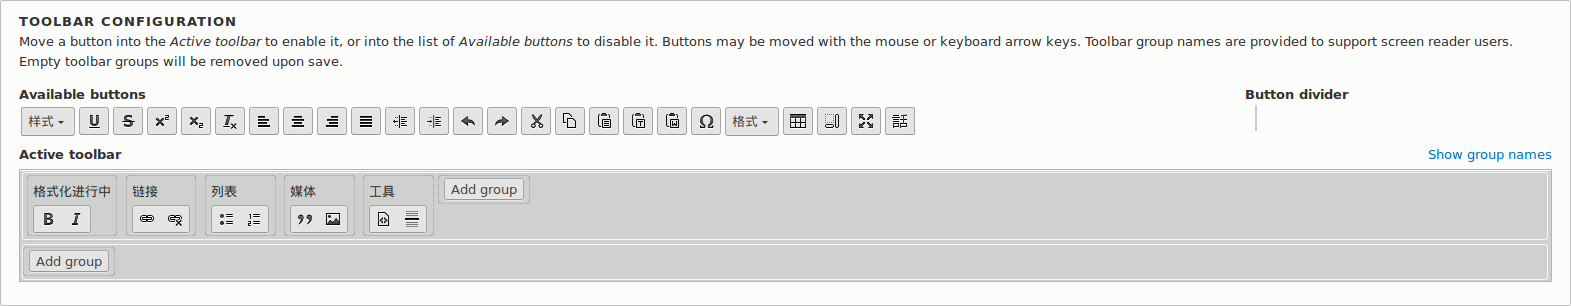 TOOLBAR CONFIGURATION
Move a button into the Active toolbar to enable it, or into the list of Available buttons to disable it. Buttons may be moved with the mouse or keyboard arrow keys. Toolbar group names are provided to support screen reader users.
Empty toolbar groups will be removed upon save.
Available buttons
Button divider
样式 U S x² x₂ Ix Ω 格式 話
Active toolbar
Show group names
格式化进行中 链接 列表 媒体 工具 Add group
B I
Add group